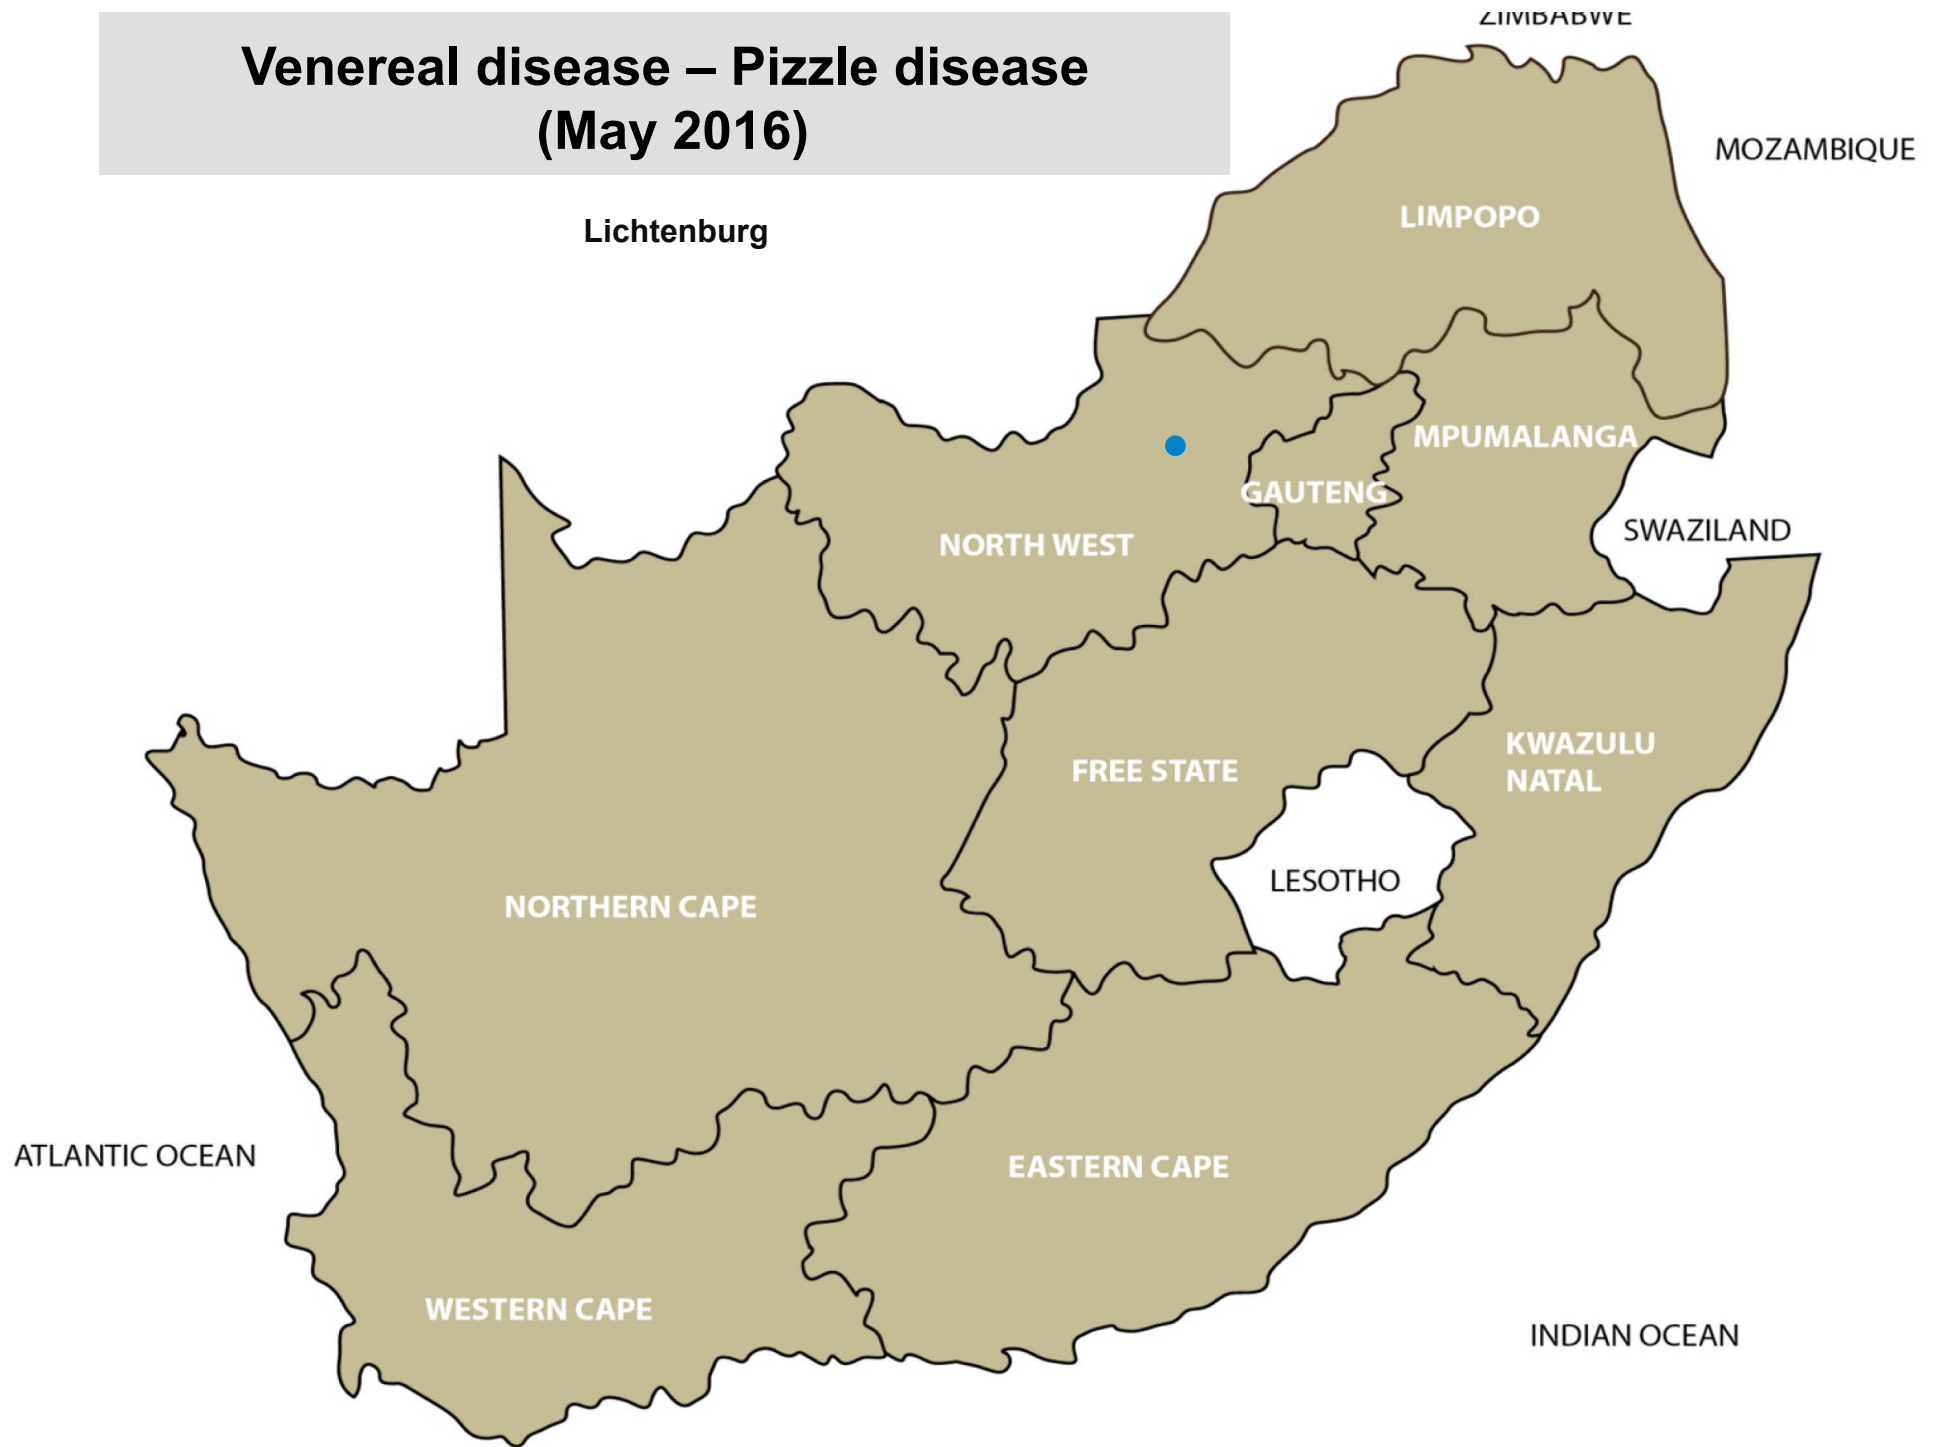 Venereal disease – Pizzle disease
(May 2016)
ZIMBABWE
MOZAMBIQUE
LIMPOPO
Lichtenburg
MPUMALANGA
GAUTENG
SWAZILAND
NORTH WEST
KWAZULU
NATAL
FREE STATE
LESOTHO
NORTHERN CAPE
ATLANTIC OCEAN
EASTERN CAPE
WESTERN CAPE
INDIAN OCEAN